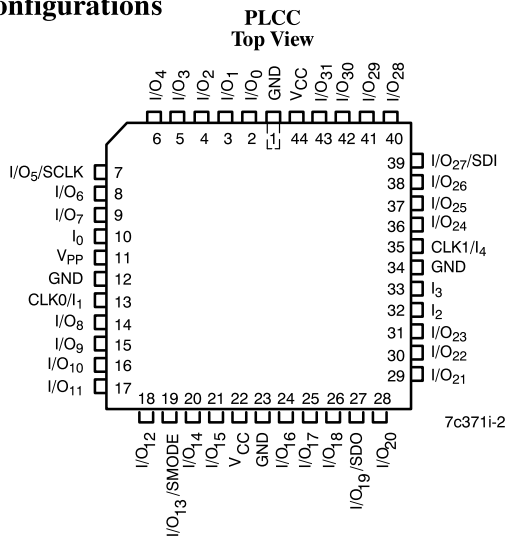 onfigurations
PLCC
Top View
I/O4 I/O3 I/O2 I/O1 I/O0 GND VCC I/O31 I/O30 I/O29 I/O28
6 5 4 3 2 1 44 43 42 41 40
I/O5/SCLK 7
I/O6 8
I/O7 9
I0 10
VPP 11
GND 12
CLK0/I1 13
I/O8 14
I/O9 15
I/O10 16
I/O11 17
39 I/O27/SDI
38 I/O26
37 I/O25
36 I/O24
35 CLK1/I4
34 GND
33 I3
32 I2
31 I/O23
30 I/O22
29 I/O21
18 19 20 21 22 23 24 25 26 27 28
I/O12 I/O13/SMODE I/O14 I/O15 VCC GND I/O16 I/O17 I/O18 I/O19/SDO I/O20
7c371i-2